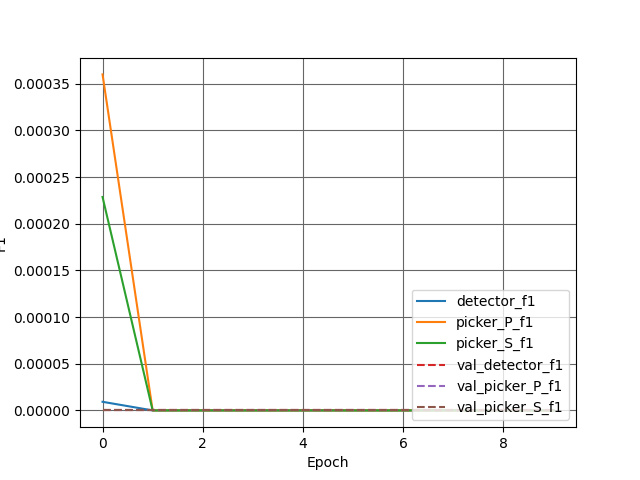 0.00035
0.00030
0.00025
0.00020
0.00015
0.00010
0.00005
0.00000
0 2 4 6 8
Epoch
detector_f1
picker_P_f1
picker_S_f1
val_detector_f1
val_picker_P_f1
val_picker_S_f1